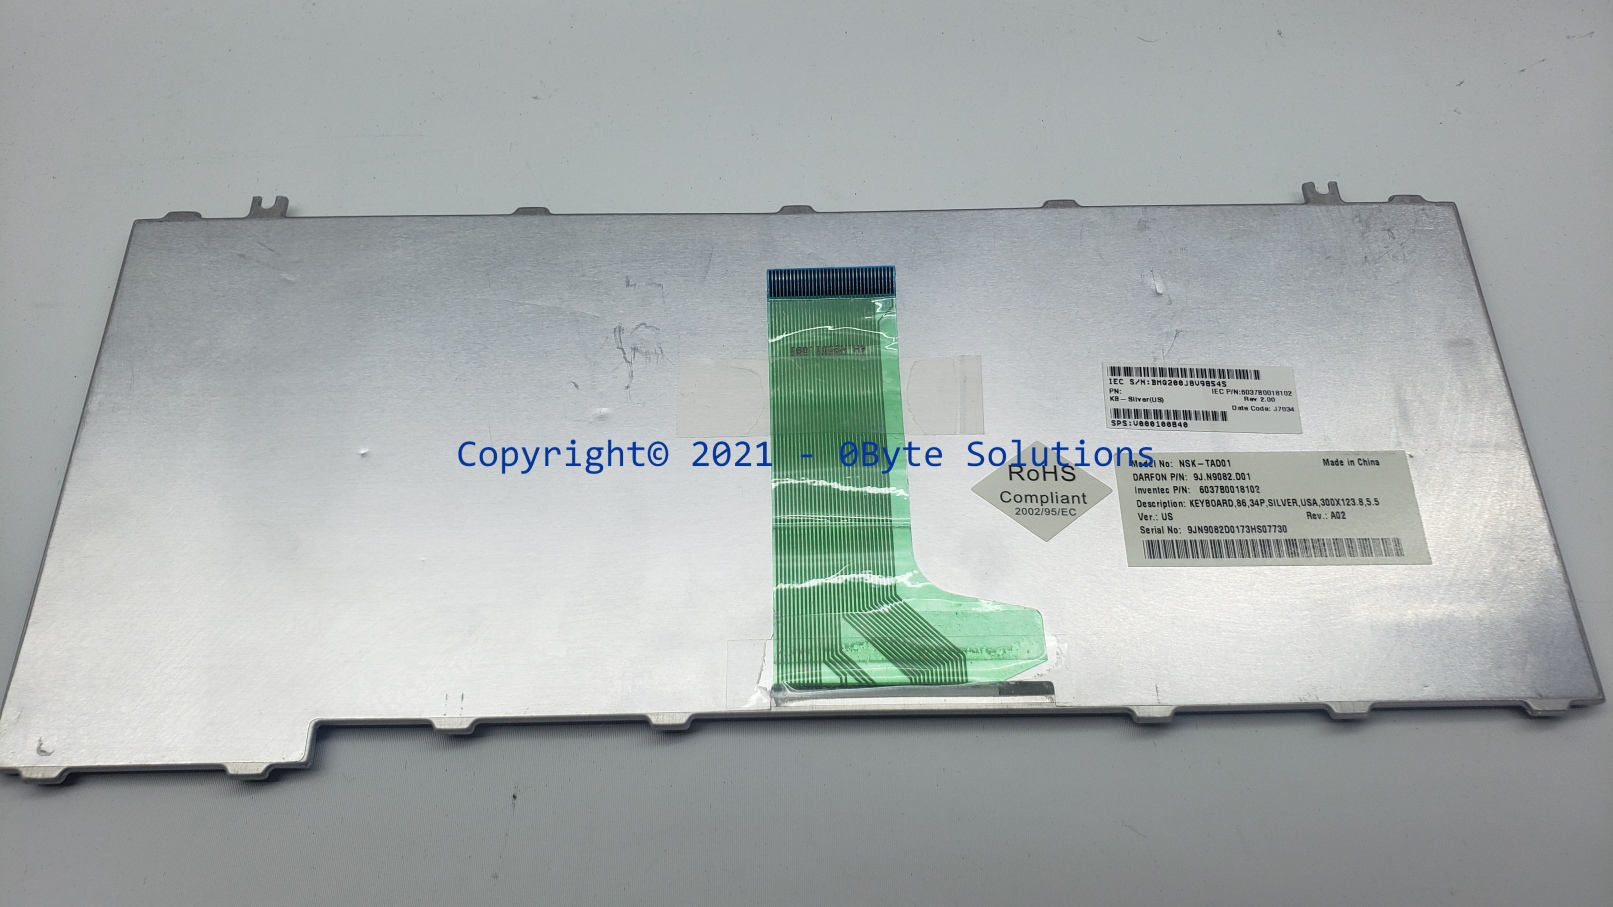 IEC S/N:BMQ200J8V9854S
PN:
IEC P/N:6037B0018102
KB-Silver(US)
Rev 2.00
Date Code: J7034
SPS:V000100840
Copyright© 2021 - 0Byte Solutions
Model No: NSK-TAD01
Made in China
DARFON P/N: 9J.N9082.D01
Inventec P/N: 6037B0018102
Description: KEYBOARD,86,34P,SILVER,USA,300X123.8,5.5
Ver.: US
Rev.: A02
Serial No: 9JN9082D0173HS07730
RoHS
Compliant
2002/95/EC